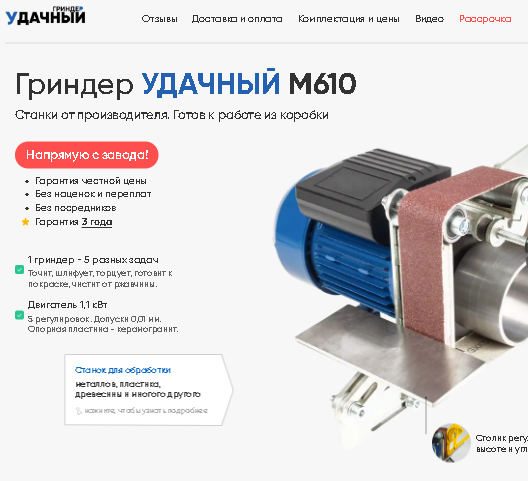 ГРИНДЕР
УДАЧНЫЙ
Отзывы Доставка и оплата Комплектация и цены Видео Рассрочка
Гриндер УДАЧНЫЙ М610
Станки от производителя. Готов к работе из коробки
Напрямую с завода!
Гарантия честной цены
Без наценок и переплат
Без посредников
Гарантия 3 года
1 гриндер - 5 разных задач
Точит, шлифует, торцует, готовит к
покраске, чистит от ржавчины.
Двигатель 1,1 кВт
8 регулировок. Допуски 0,01 мм.
Опорная пластина - керамогранит.
Станок для обработки
металлов, пластика,
древесины и многого другого
нажмите, чтобы узнать подробнее
Столик регу
высоте и угл